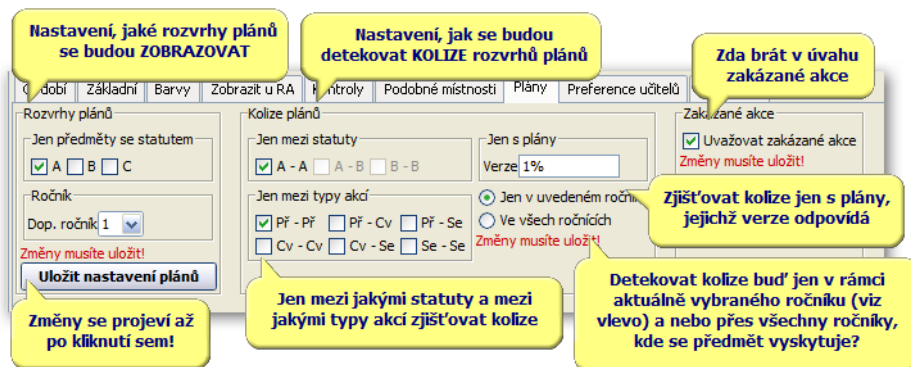 Nastavení, jaké rozvrhy plánů
se budou ZOBRAZOVAT
Nastavení, jak se budou
detekovat KOLIZE rozvrhů plánů
Zda brát v úvahu
zakázané akce
Základní
Barvy
Zobrazit u RA
Podobné místnosti
Plány
Preference učitelů
Rozvrhy plánů
Jen předměty se statutem
A
B
C
Ročník
Dop. ročník 1
Změny musíte uložit!
Uložit nastavení plánů
Kolize plánů
Jen mezi statuty
A - A
A - B
B - B
Jen mezi typy akcí
Př - Př
Př - Cv
Př - Se
Cv - Cv
Cv - Se
Se - Se
Jen s plány
Verze 1%
Jen v uvedeném
Ve všech ročnících
Změny musíte uložit!
Zakázané akce
Uvažovat zakázané akce
Změny musíte uložit!
Zjišťovat kolize jen s plány,
jejichž verze odpovídá
Změny se projeví až
po kliknutí sem!
Jen mezi jakými statuty a mezi
jakými typy akcí zjišťovat kolize
Detekovat kolize buď jen v rámci
aktuálně vybraného ročníku (viz
vlevo) a nebo přes všechny ročníky,
kde se předmět vyskytuje?